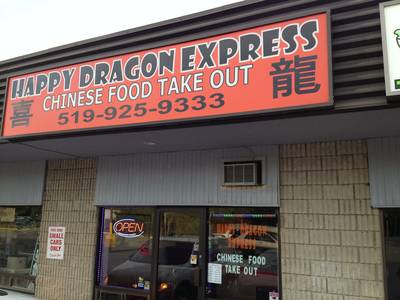 HAPPY DRAGON EXPRESS
喜 CHINESE FOOD TAKE OUT 龍
519-925-9333
OPEN
SMALL
CARS
ONLY
HAPPY DRAGON
EXPRESS
CHINESE FOOD
TAKE OUT